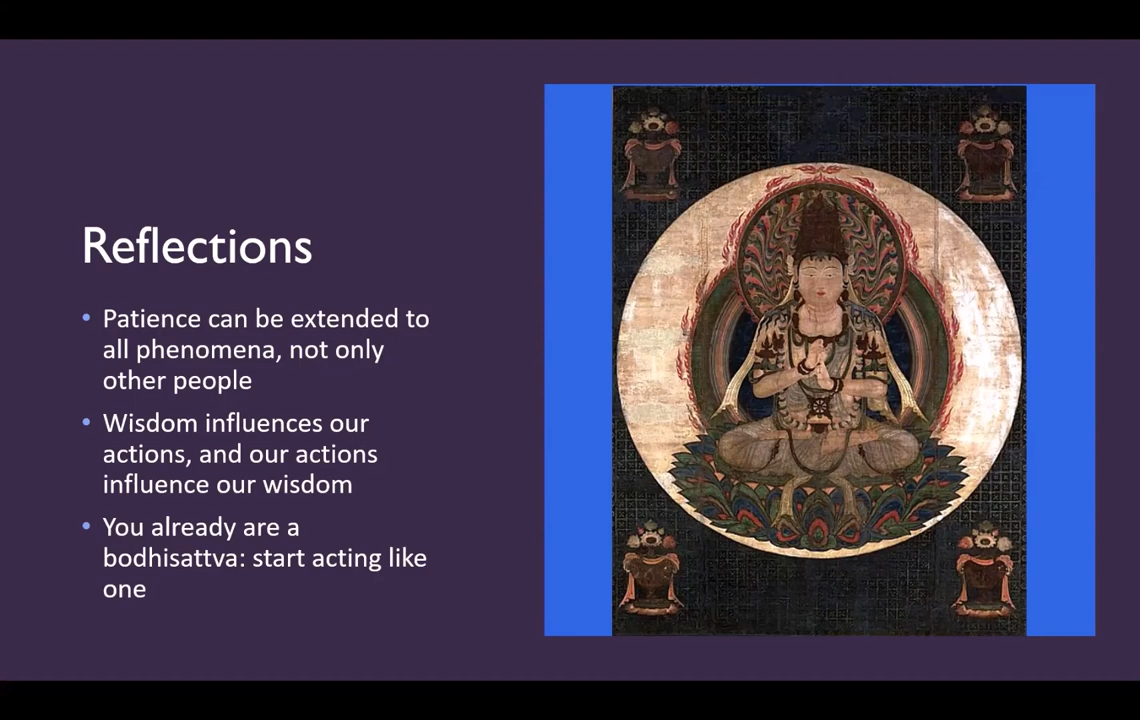 Reflections
• Patience can be extended to
all phenomena, not only
other people
• Wisdom influences our
actions, and our actions
influence our wisdom
• You already are a
bodhisattva: start acting like
one